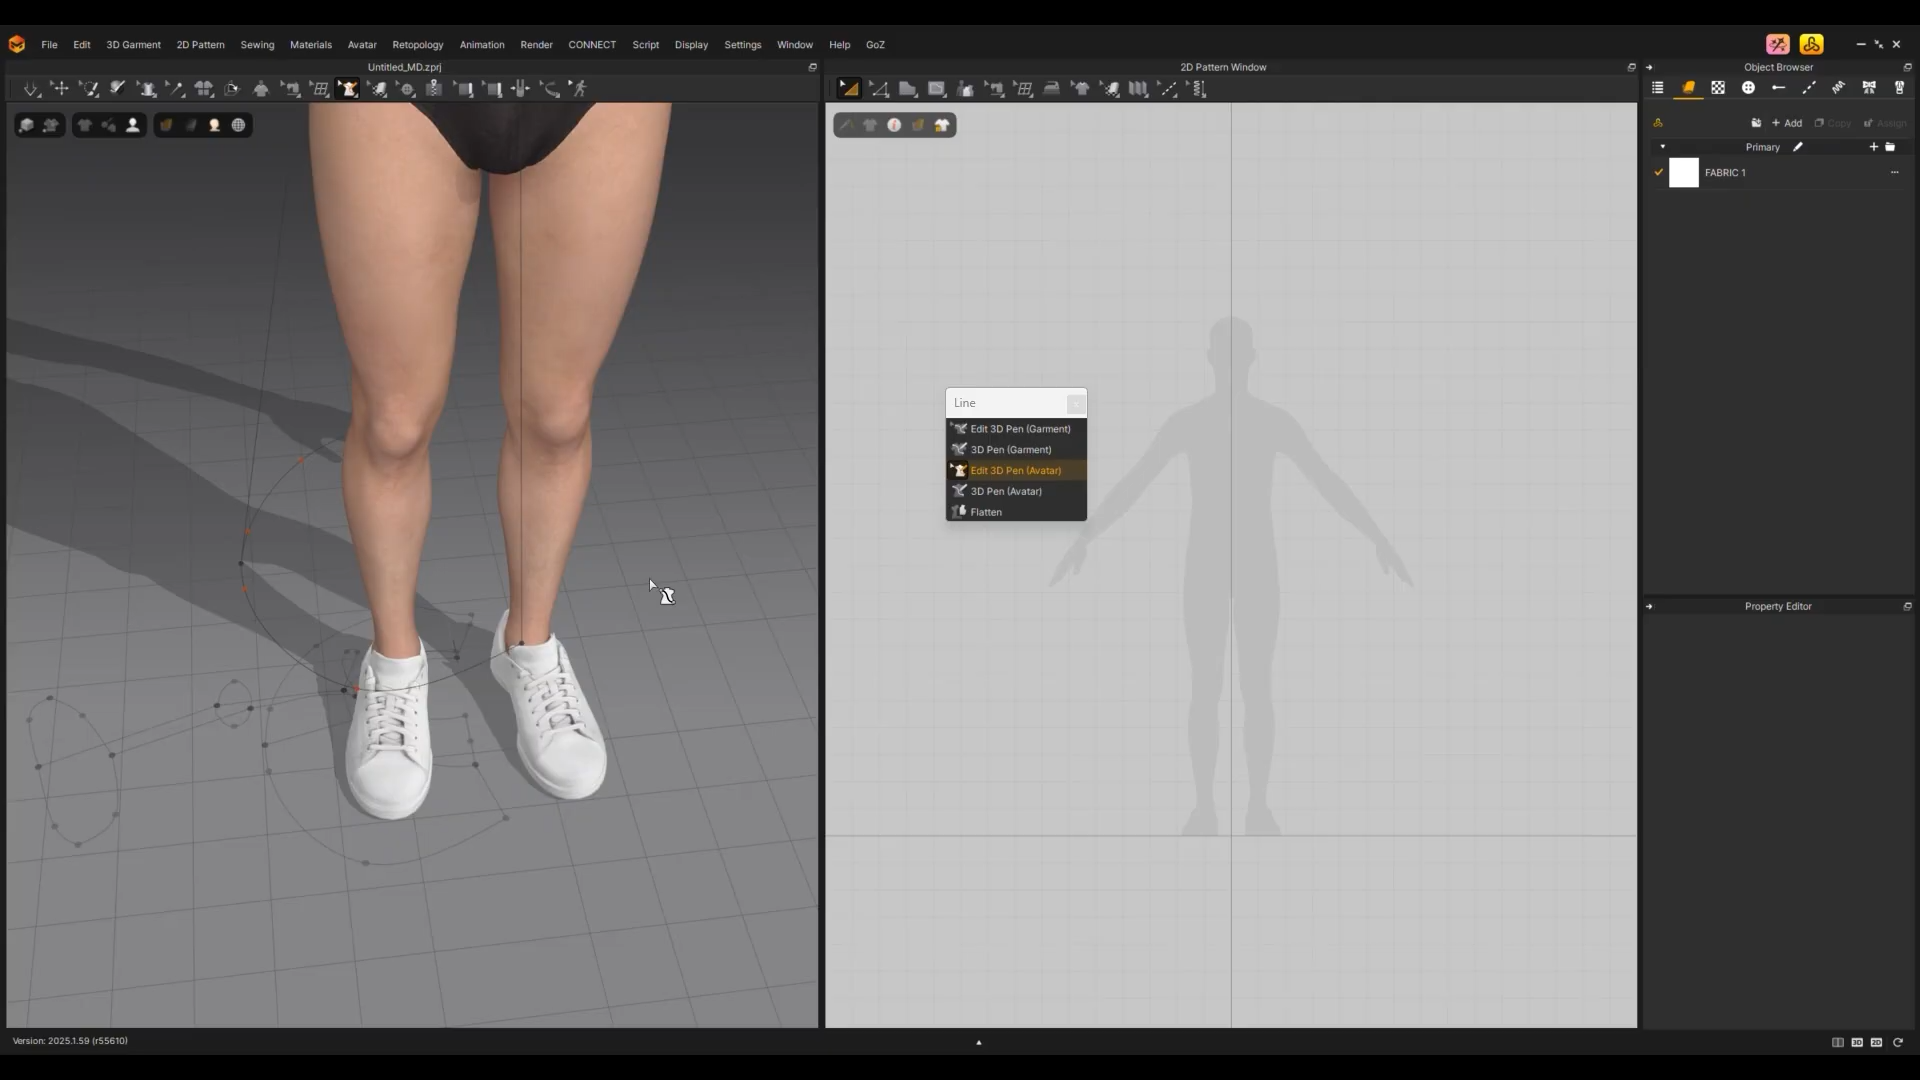 File Edit 3D Garment 2D Pattern Sewing Materials Avatar Retopology Animation Render CONNECT Script Display Settings Window Help GoZ
Untitled_MD.zprj
2D Pattern Window
Object Browser
+ Add Copy Assign
Primary
FABRIC 1
Line
Edit 3D Pen (Garment)
3D Pen (Garment)
Edit 3D Pen (Avatar)
3D Pen (Avatar)
Flatten
Property Editor
Version: 2025.1.59 (r55610)
3D 2D